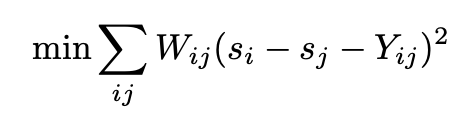 min ∑_{ij} W_{ij}(s_i − s_j − Y_{ij})^2